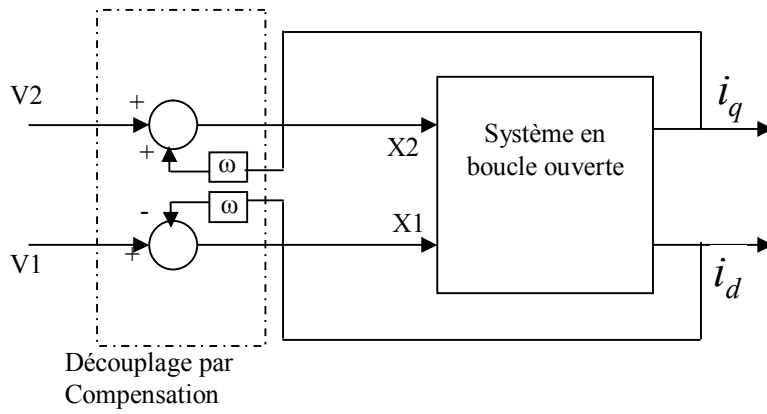 V2
+
+
ω
X2
Système en
boucle ouverte
i_q
ω
-
V1
+
X1
i_d
Découplage par
Compensation